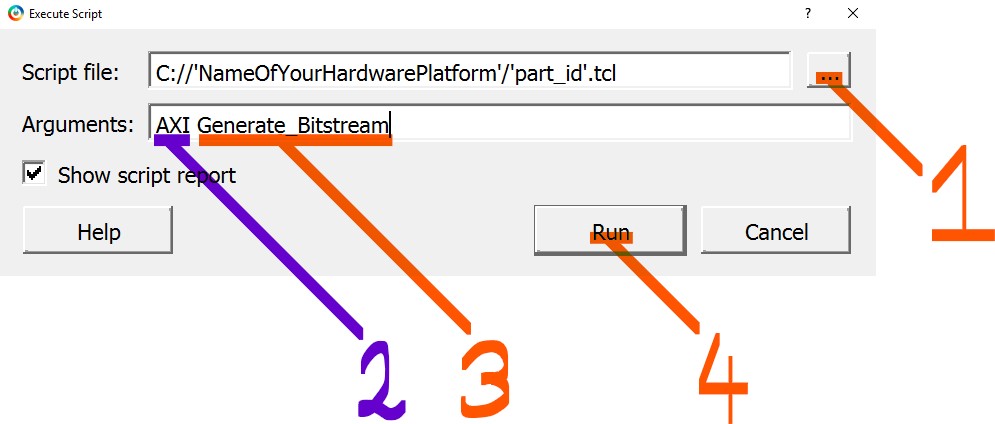 Execute Script ? ×
Script file: C://'NameOfYourHardwarePlatform'/'part_id'.tcl ...
Arguments: AXI Generate_Bitstream
Show script report
Help Run Cancel
1
2 3 4